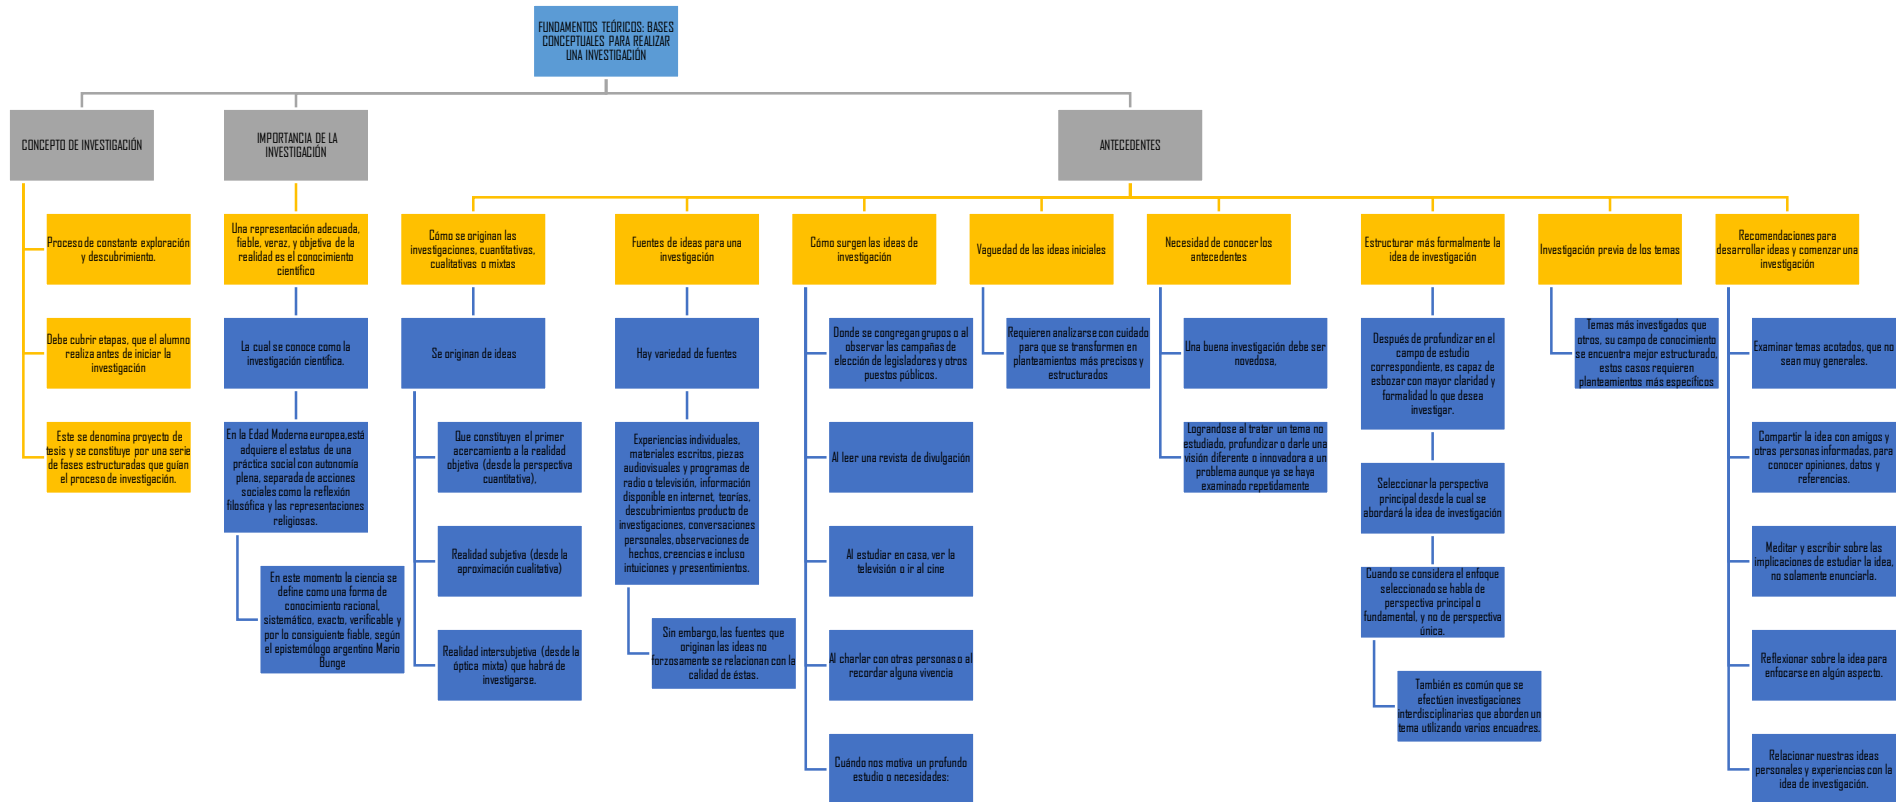 FUNDAMENTOS TEÓRICOS: BASES
CONCEPTUALES PARA REALIZAR
UNA INVESTIGACIÓN
CONCEPTO DE INVESTIGACIÓN
Proceso de constante exploración
y descubrimiento.
Debe cubrir etapas, que el alumno
realiza antes de iniciar la
investigación
Este se denomina proyecto de
tesis y se constituye por una serie
de fases estructuradas que guían
el proceso de investigación.
IMPORTANCIA DE LA
INVESTIGACIÓN
Una representación adecuada,
fiable, veraz, y objetiva de la
realidad es el conocimiento
científico
La cual se conoce como la
investigación científica.
En la Edad Moderna europea,está
adquiere el estatus de una
práctica social con autonomía
plena, separada de acciones
sociales como la reflexión
filosófica y las representaciones
religiosas.
En este momento la ciencia se
define como una forma de
conocimiento racional,
sistemático, exacto, verificable y
por lo consiguiente fiable, según
el epistemólogo argentino Mario
Bunge
ANTECEDENTES
Cómo se originan las
investigaciones, cuantitativas,
cualitativas o mixtas
Se originan de ideas
Que constituyen el primer
acercamiento a la realidad
objetiva (desde la perspectiva
cuantitativa),
Realidad subjetiva (desde la
aproximación cualitativa)
Realidad intersubjetiva (desde la
óptica mixta) que habrá de
investigarse.
Fuentes de ideas para una
investigación
Hay variedad de fuentes
Experiencias individuales,
materiales escritos, piezas
audiovisuales y programas de
radio o televisión, información
disponible en internet, teorías,
descubrimientos producto de
investigaciones, conversaciones
personales, observaciones de
hechos, creencias e incluso
intuiciones y presentimientos.
Sin embargo, las fuentes que
originan las ideas no
forzosamente se relacionan con la
calidad de éstas.
Cómo surgen las ideas de
investigación
Donde se congregan grupos o al
observar las campañas de
elección de legisladores y otros
puestos públicos.
Al leer una revista de divulgación
Al estudiar en casa, ver la
televisión o ir al cine
Al charlar con otras personas o al
recordar alguna vivencia
Cuándo nos motiva un profundo
estudio o necesidades:
Vaguedad de las ideas iniciales
Requieren analizarse con cuidado
para que se transformen en
planteamientos más precisos y
estructurados
Necesidad de conocer los
antecedentes
Una buena investigación debe ser
novedosa,
Lograndose al tratar un tema no
estudiado, profundizar o darle una
visión diferente o innovadora a un
problema aunque ya se haya
examinado repetidamente
Estructurar más formalmente la
idea de investigación
Después de profundizar en el
campo de estudio
correspondiente, es capaz de
esbozar con mayor claridad y
formalidad lo que desea
investigar.
Seleccionar la perspectiva
principal desde la cual se
abordará la idea de investigación
Cuando se considera el enfoque
seleccionado se habla de
perspectiva principal o
fundamental, y no de perspectiva
única.
También es común que se
efectúen investigaciones
interdisciplinarias que aborden un
tema utilizando varios encuadres.
Investigación previa de los temas
Temas más investigados que
otros, su campo de conocimiento
se encuentra mejor estructurado,
estos casos requieren
planteamientos más específicos
Recomendaciones para
desarrollar ideas y comenzar una
investigación
Examinar temas acotados, que no
sean muy generales.
Compartir la idea con amigos y
otras personas informadas, para
conocer opiniones, datos y
referencias.
Meditar y escribir sobre las
implicaciones de estudiar la idea,
no solamente enunciarla.
Reflexionar sobre la idea para
enfocarse en algún aspecto.
Relacionar nuestras ideas
personales y experiencias con la
idea de investigación.